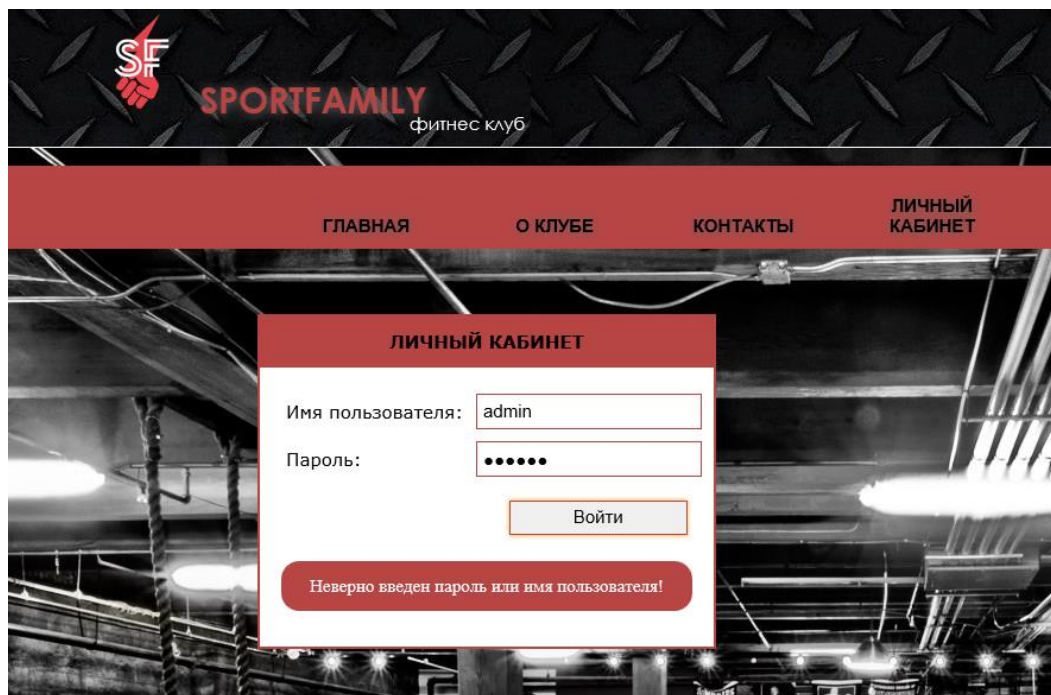 SF
SPORTFAMILY
фитнес клуб
ГЛАВНАЯ
О КЛУБЕ
КОНТАКТЫ
ЛИЧНЫЙ
КАБИНЕТ
ЛИЧНЫЙ КАБИНЕТ
Имя пользователя: admin
Пароль: ●●●●●●
Войти
Неверно введен пароль или имя пользователя!